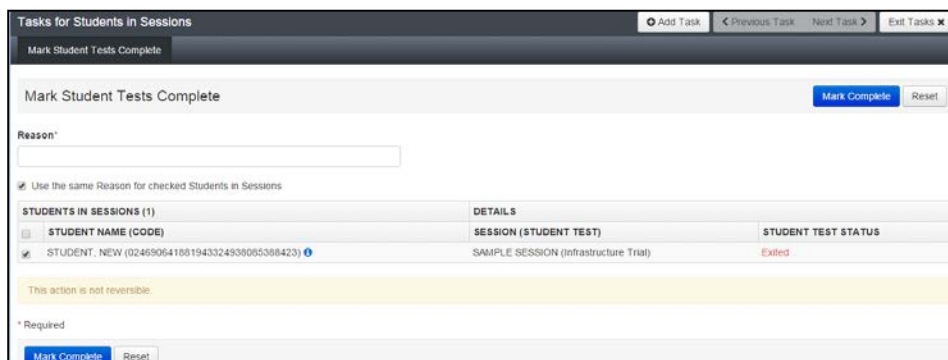 Tasks for Students in Sessions
Add Task
Previous Task
Next Task
Exit Tasks
Mark Student Tests Complete
Mark Student Tests Complete
Mark Complete
Reset
Reason*
Use the same Reason for checked Students in Sessions
STUDENTS IN SESSIONS (1) DETAILS
STUDENT NAME (CODE) SESSION (STUDENT TEST) STUDENT TEST STATUS
STUDENT, NEW SAMPLE SESSION (Infrastructure Trial) Exited
This action is not reversible.
* Required
Mark Complete
Reset